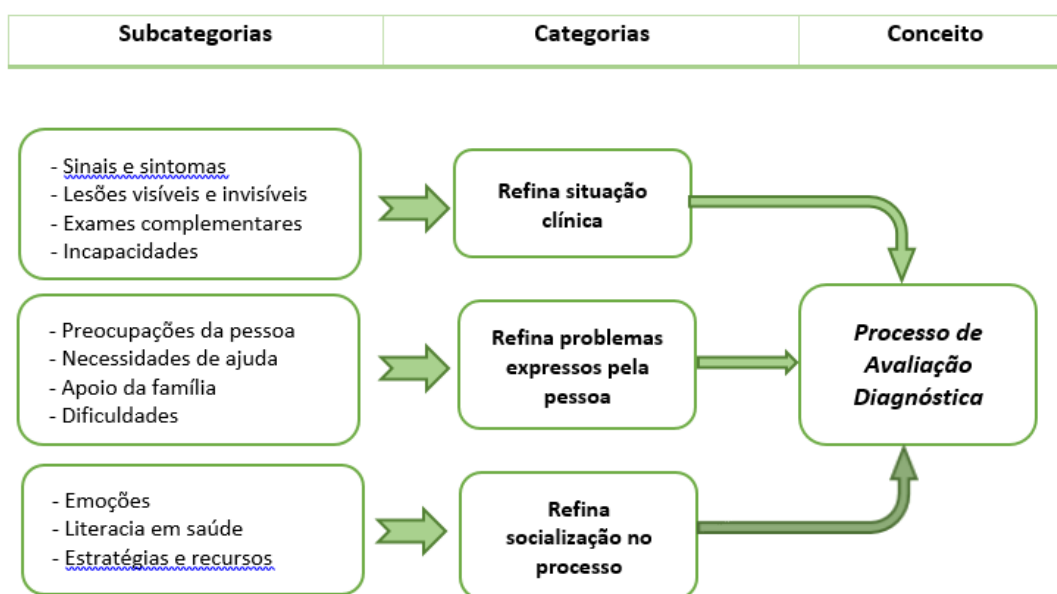 Subcategorias
Categorias
Conceito
- Sinais e sintomas
- Lesões visíveis e invisíveis
- Exames complementares
- Incapacidades
Refina situação
clínica
- Preocupações da pessoa
- Necessidades de ajuda
- Apoio da família
- Dificuldades
Refina problemas
expressos pela
pessoa
Processo de
Avaliação
Diagnóstica
- Emoções
- Literacia em saúde
- Estratégias e recursos
Refina
socialização no
processo